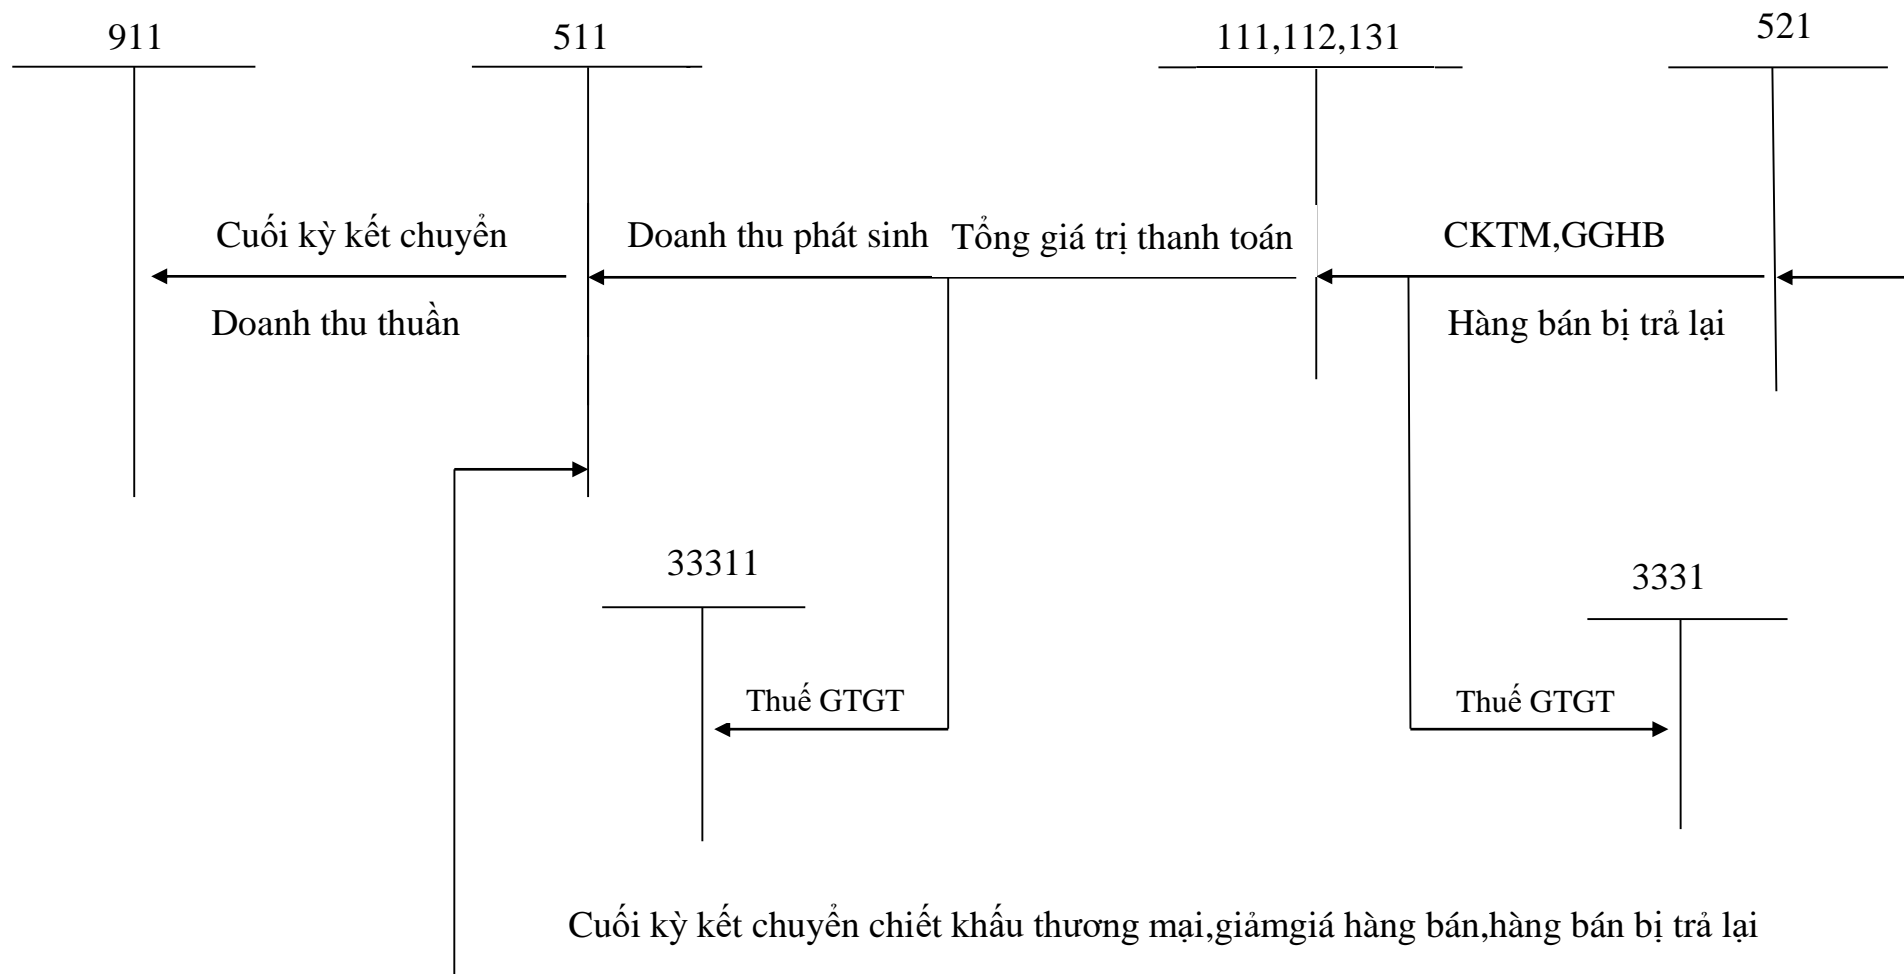 911
511
111,112,131
521
Cuối kỳ kết chuyển
Doanh thu phát sinh
Tổng giá trị thanh toán
CKTM,GGHB
Doanh thu thuần
Hàng bán bị trả lại
33311
3331
Thuế GTGT
Thuế GTGT
Cuối kỳ kết chuyển chiết khấu thương mại,giảmgiá hàng bán,hàng bán bị trả lại